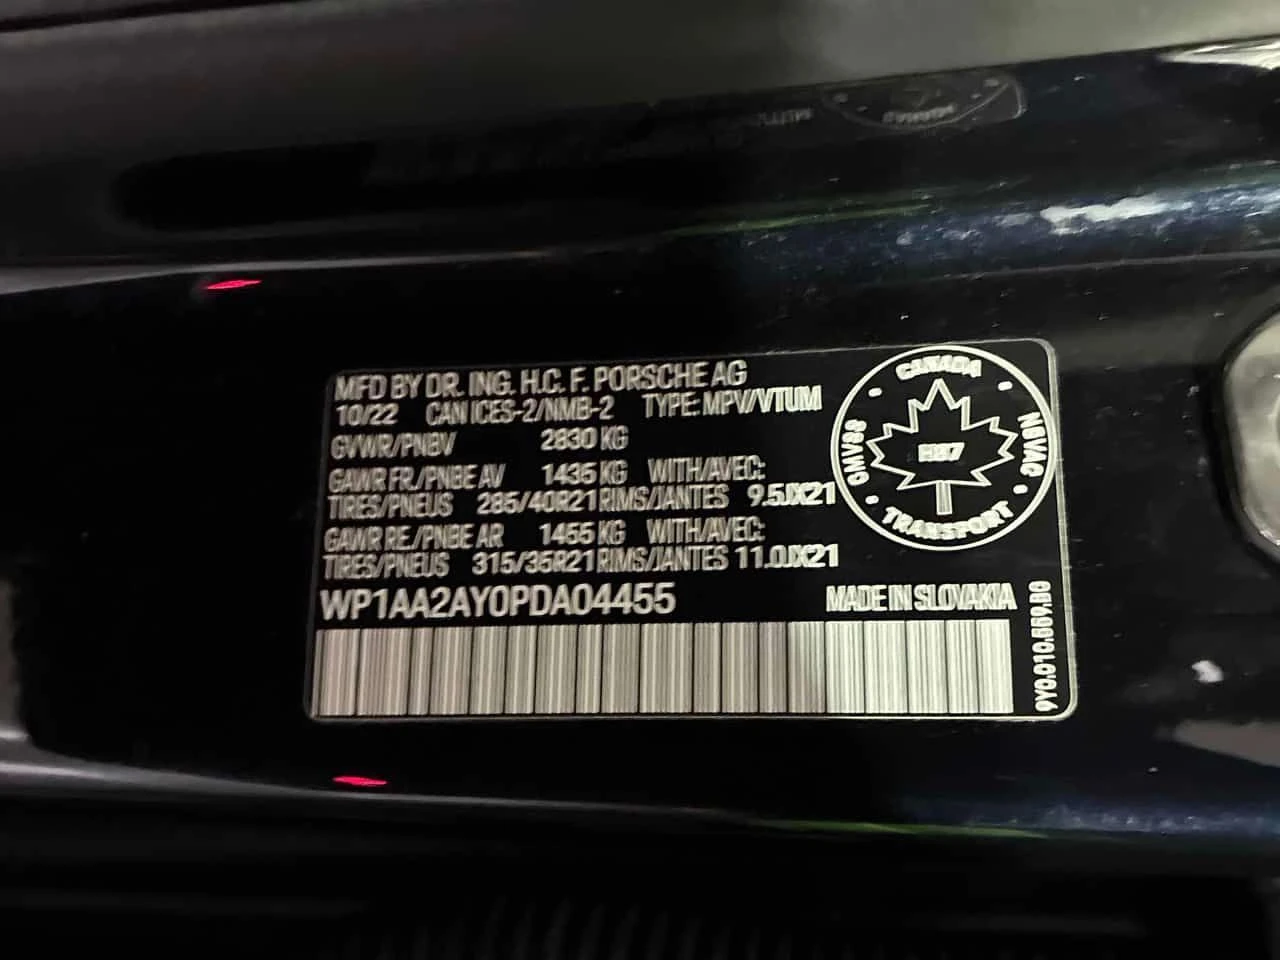 MFD BY DR. ING. H.C. F. PORSCHE AG
10/22 CAN ICES-2/NMB-2 TYPE: MPV/VTUM
GVWR/PNBV 2830 KG
GAWR FR./PNBE AV 1435 KG WITH/AVEC:
TIRES/PNEUS 285/40R21 RIMS/JANTES 9.5JX21
GAWR RE./PNBE AR 1455 KG WITH/AVEC:
TIRES/PNEUS 315/35R21 RIMS/JANTES 11.0JX21
WP1AA2AY0PDA04455 MADE IN SLOVAKIA
9Y0.010.669.B0
CANADA
CMVSS NSVAC
TRANSPORT